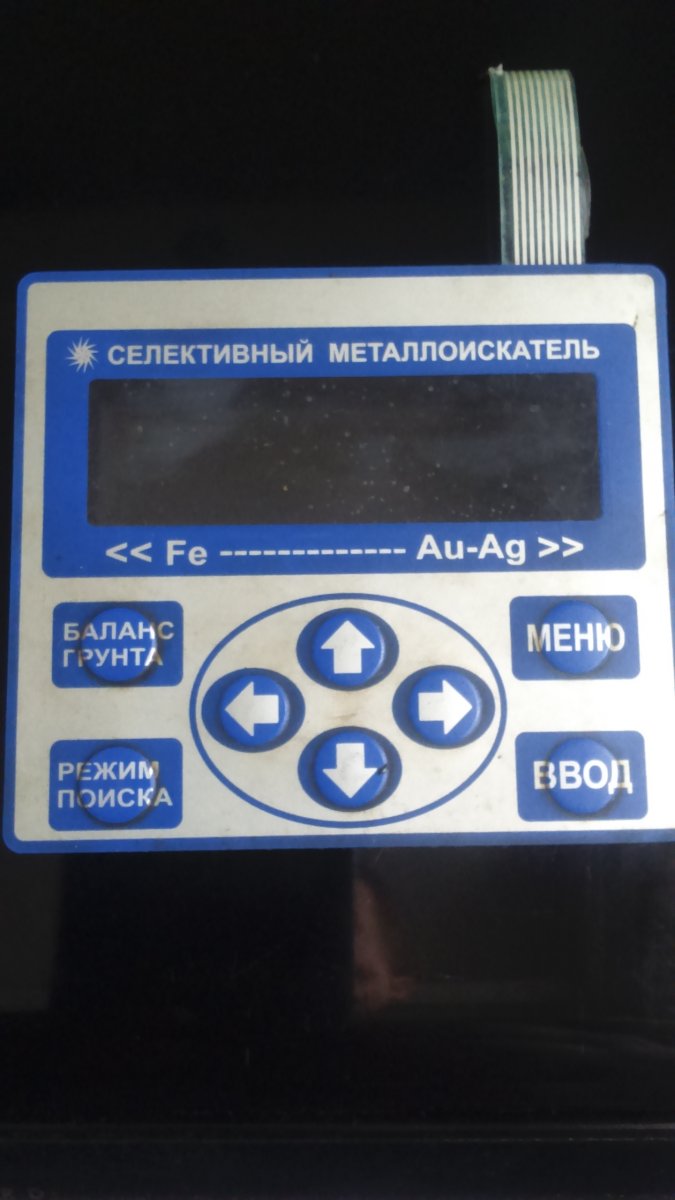 СЕЛЕКТИВНЫЙ МЕТАЛЛОИСКАТЕЛЬ
<< Fe ------------- Au-Ag >>
БАЛАНС
ГРУНТА
МЕНЮ
РЕЖИМ
ПОИСКА
ВВОД